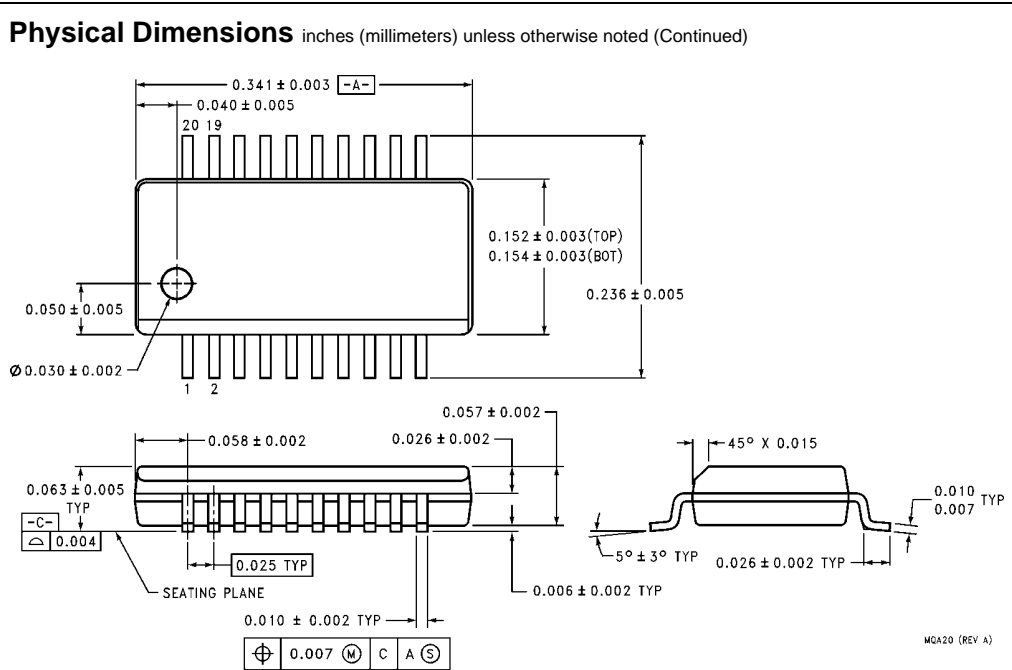 Physical Dimensions inches (millimeters) unless otherwise noted (Continued)
0.341 ± 0.003 -A-
0.040 ± 0.005
20 19
0.152 ± 0.003(TOP)
0.154 ± 0.003(BOT)
0.236 ± 0.005
0.050 ± 0.005
Ø 0.030 ± 0.002
1 2
0.057 ± 0.002
0.058 ± 0.002
0.026 ± 0.002
45° X 0.015
0.063 ± 0.005
TYP
-C-
⌓ 0.004
0.010
0.007 TYP
0.025 TYP
5° ± 3° TYP
0.026 ± 0.002 TYP
SEATING PLANE
0.006 ± 0.002 TYP
0.010 ± 0.002 TYP
⌖ 0.007 Ⓜ C A Ⓢ
MQA20 (REV A)